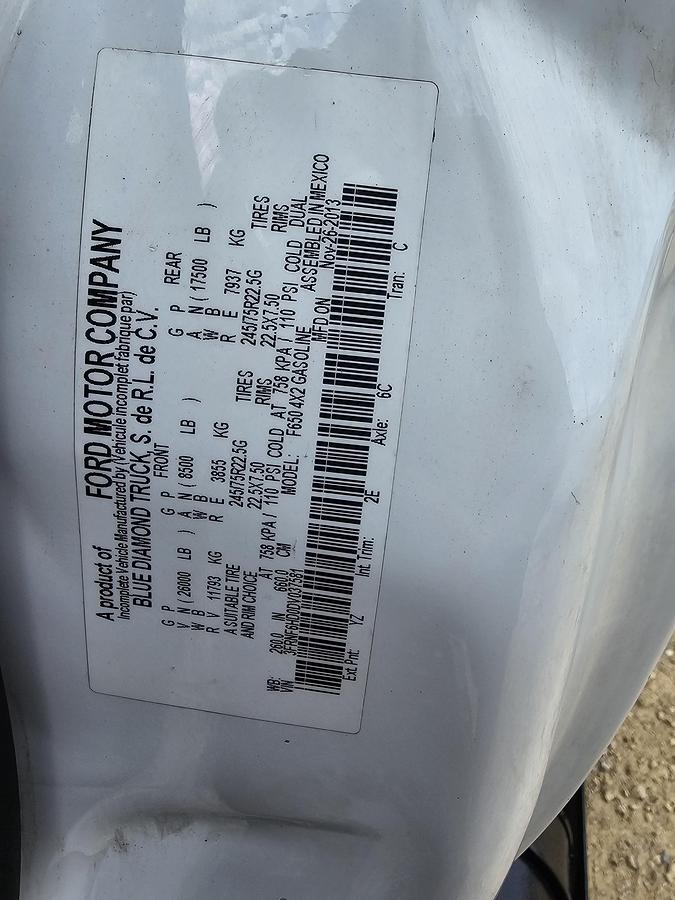 A product of FORD MOTOR COMPANY
Incomplete Vehicle Manufactured by (Vehicule incomplet fabrique par)
BLUE DIAMOND TRUCK, S. de R.L. de C.V.
FRONT REAR
G P G P G P
V N ( 26000 LB ) A N ( 8500 LB ) A N ( 17500 LB )
W B W B W B
R V 11793 KG R E 3855 KG R E 7937 KG
A SUITABLE TIRE 245/75R22.5G TIRES 245/75R22.5G TIRES
AND RIM CHOICE 22.5X7.50 RIMS 22.5X7.50 RIMS
AT 758 KPA / 110 PSI COLD AT 758 KPA / 110 PSI COLD DUAL
WB: 260.0 IN 660.0 CM MODEL: F650 4X2 GASOLINE ASSEMBLED IN MEXICO
VIN MFD ON Nov-26-2013
Ext. Pnt: YZ Int Trim: 2E Axle: 6C Tran: C